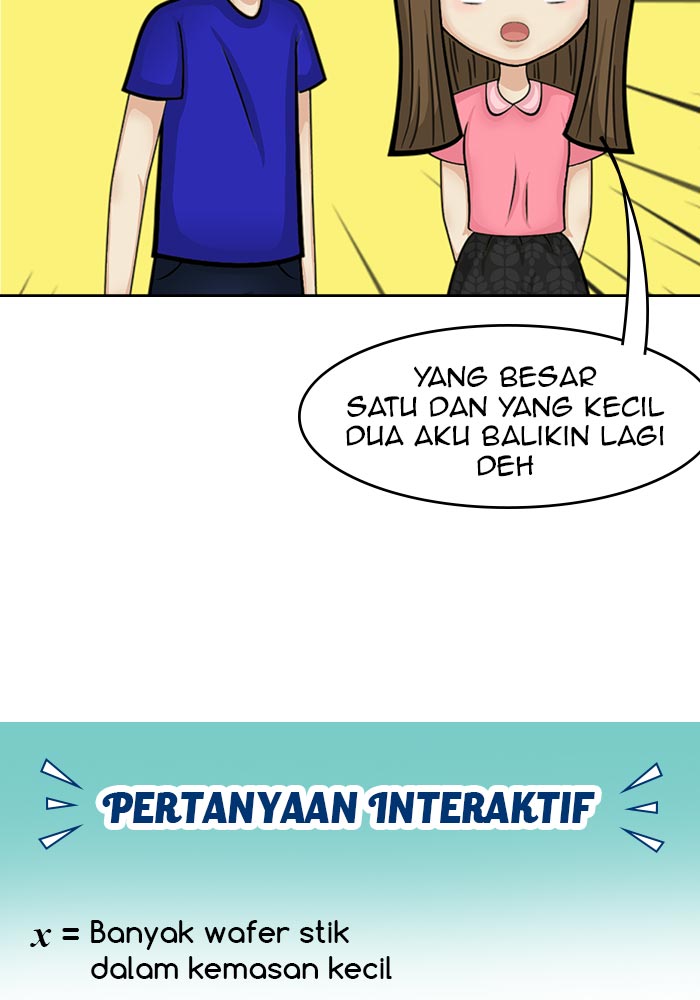 YANG BESAR
SATU DAN YANG KECIL
DUA AKU BALIKIN LAGI
DEH
PERTANYAAN INTERAKTIF
x = Banyak wafer stik
dalam kemasan kecil